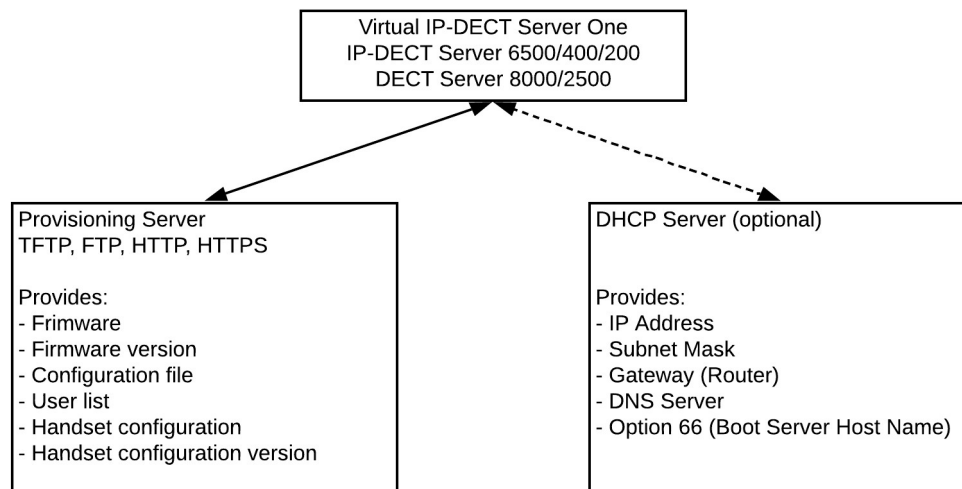 Virtual IP-DECT Server One
IP-DECT Server 6500/400/200
DECT Server 8000/2500
Provisioning Server
TFTP, FTP, HTTP, HTTPS
Provides:
- Frimware
- Firmware version
- Configuration file
- User list
- Handset configuration
- Handset configuration version
DHCP Server (optional)
Provides:
- IP Address
- Subnet Mask
- Gateway (Router)
- DNS Server
- Option 66 (Boot Server Host Name)